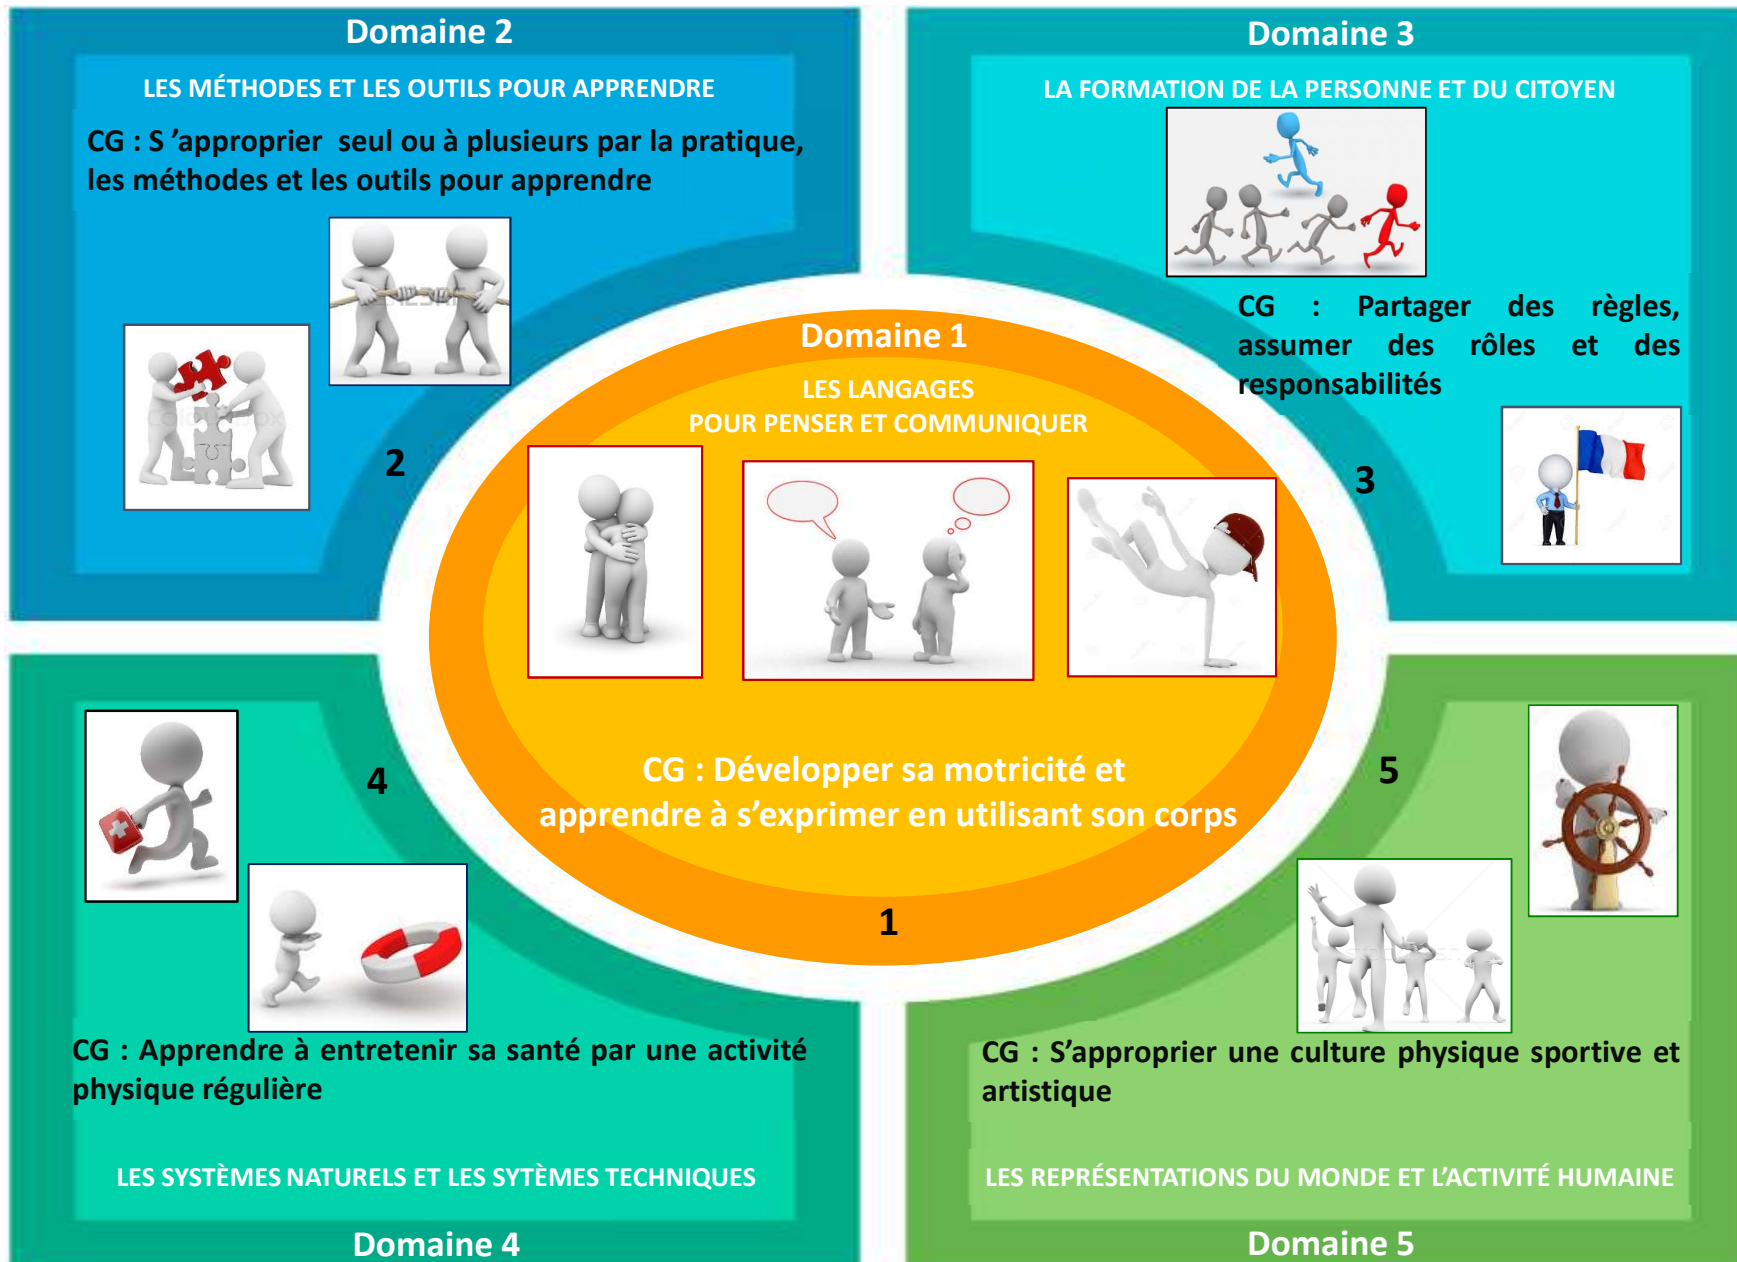 Domaine 2
LES MÉTHODES ET LES OUTILS POUR APPRENDRE
CG : S ’approprier  seul ou à plusieurs par la pratique,
les méthodes et les outils pour apprendre
2
Domaine 3
LA FORMATION DE LA PERSONNE ET DU CITOYEN
CG : Partager des règles,
assumer des rôles et des
responsabilités
3
Domaine 1
LES LANGAGES
POUR PENSER ET COMMUNIQUER
CG : Développer sa motricité et
apprendre à s’exprimer en utilisant son corps
1
4
CG : Apprendre à entretenir sa santé par une activité
physique régulière
LES SYSTÈMES NATURELS ET LES SYTÈMES TECHNIQUES
Domaine 4
5
CG : S’approprier une culture physique sportive et
artistique
LES REPRÉSENTATIONS DU MONDE ET L’ACTIVITÉ HUMAINE
Domaine 5